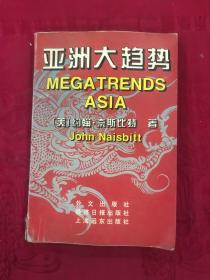 亚洲大趋势
MEGATRENDS
ASIA
[美]约翰·奈斯比特 著
John Naisbitt
外文出版社
经济日报出版社
上海远东出版社